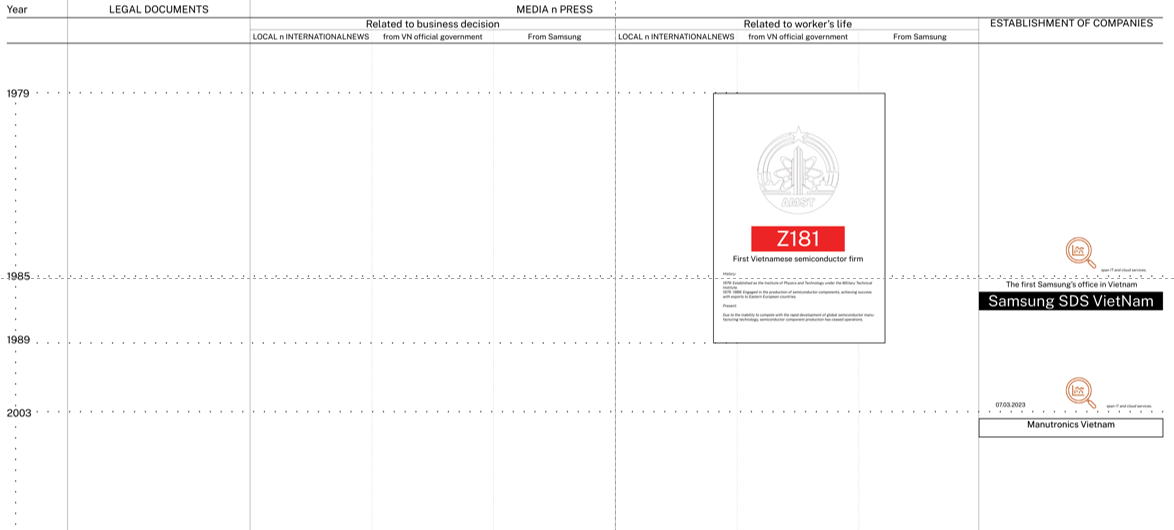 Year
LEGAL DOCUMENTS
MEDIA n PRESS
Related to business decision
Related to worker's life
ESTABLISHMENT OF COMPANIES
LOCAL n INTERNATIONALNEWS
from VN official government
From Samsung
LOCAL n INTERNATIONALNEWS
from VN official government
From Samsung
1979
AMST
Z181
First Vietnamese semiconductor firm
History
1979: Established as the Institute of Physics and Technology under the Military Technical
Institute
1979-1989: Engaged in the production of semiconductor components, achieving success
with exports to Eastern European countries.
Present
Due to the inability to compete with the rapid development of global semiconductor manu-
facturing technology, semiconductor component production has ceased operations.
1985
span IT and cloud services.
The first Samsung's office in Vietnam
Samsung SDS VietNam
1989
2003
07.03.2023
span IT and cloud services.
Manutronics Vietnam